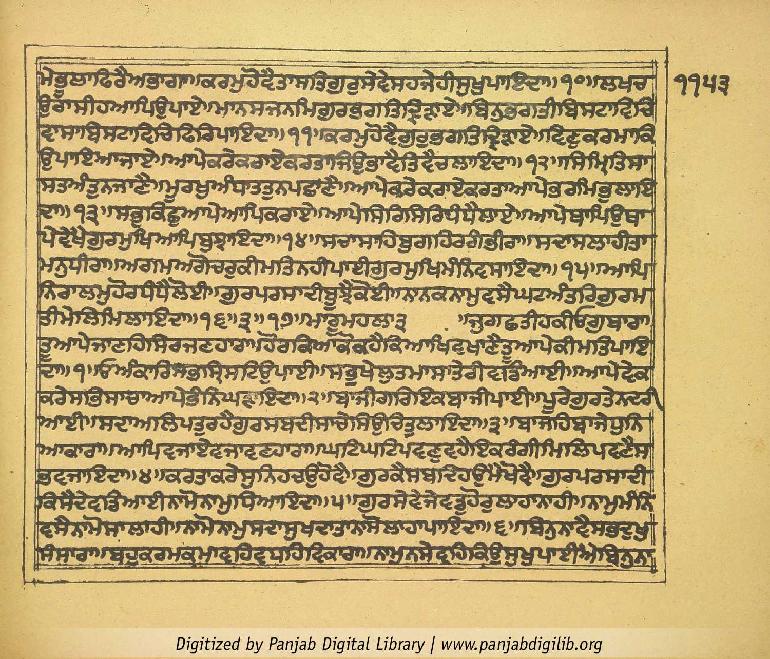 ਮੇਭੁਲਾਫਿਰੈਅਭਾਗਾ॥ਕਰਮੁਹੋਵੈਤਾਸਤਿਗੁਰੁਸੇਵੇਸਹਜੇਹੀਸੁਖੁਪਾਇਦਾ॥੧੦॥ਲਖਚ
੧੧੫੩
ਉਰਾਸੀਹਆਪਿਉਪਾਏ॥ਮਾਨਸਜਨਮਿਗੁਰਭਗਤਿਦ੍ਰਿੜਾਏ॥ਬਿਨੁਭਗਤੀਬਿਸਟਾਵਿਚਿ
ਵਾਸਾਬਿਸਟਾਵਿਚਿਫਿਰਿਪਾਇਦਾ॥੧੧॥ਕਰਮੁਹੋਵੈਗੁਰੁਭਗਤਿਦ੍ਰਿੜਾਏ॥ਵਿਣੁਕਰਮਾਕਿ
ਉਪਾਇਆਜਾਏ॥ਆਪੇਕਰੇਕਰਾਏਕਰਤਾਜਿਉਭਾਵੈਤਿਵੈਚਲਾਇਦਾ॥੧੨॥ਸਿਮ੍ਰਿਤਿਸਾ
ਸਤਅੰਤੁਨਜਾਣੈ॥ਮੂਰਖੁਅੰਧਾਤਤੁਨਪਛਾਣੈ॥ਆਪੇਕਰੇਕਰਾਏਕਰਤਾਆਪੇਭਰਮਿਭੁਲਾਇ
ਦਾ॥੧੩॥ਸਭੁਕਿਛੁਆਪੇਆਪਿਕਰਾਏ॥ਆਪੇਸਿਰਿਸਿਰਿਧੰਧੈਲਾਏ॥ਆਪੇਥਾਪਿਉਥਾ
ਪੇਵੇਖੈਗੁਰਮੁਖਿਆਪਿਬੁਝਾਇਦਾ॥੧੪॥ਸਚਾਸਾਹਿਬੁਗਹਿਰਗੰਭੀਰਾ॥ਸਦਾਸਲਾਹੀਤਾ
ਮਨੁਧੀਰਾ॥ਅਗਮਅਗੋਚਰੁਕੀਮਤਿਨਹੀਪਾਈਗੁਰਮੁਖਿਮੰਨਿਵਸਾਇਦਾ॥੧੫॥ਆਪਿ
ਨਿਰਾਲਮੁਹੋਰਧੰਧੈਲੋਈ॥ਗੁਰਪਰਸਾਦੀਬੂਝੈਕੋਈ॥ਨਾਨਕਨਾਮੁਵਸੈਘਟਅੰਤਰਿਗੁਰਮ
ਤੀਮੇਲਿਮਿਲਾਇਦਾ॥੧੬॥੩॥੧੭॥ਮਾਰੂਮਹਲਾ੩ ॥ਜੁਗਛਤੀਹਕੀਓਗੁਬਾਰਾ
ਤੂਆਪੇਜਾਣਹਿਸਿਰਜਣਹਾਰਾ॥ਹੋਰਕਿਆਕੋਕਹੈਕਿਆਖਿਵਖਾਣੈਤੂਆਪੇਕੀਮਤਿਪਾਇ
ਦਾ॥੧॥ਓਅੰਕਾਰਿਸਭਸ੍ਰਿਸਟਿਉਪਾਈ॥ਸਭੁਖੇਲੁਤਮਾਸਾਤੇਰੀਵਡਿਆਈ॥ਆਪੇਵੇਕ
ਕਰੇਸਭਿਸਾਚਾਆਪੇਭੰਨਿਘੜਾਇਦਾ॥੨॥ਬਾਜੀਗਰਿਇਕਬਾਜੀਪਾਈ॥ਪੂਰੇਗੁਰਤੇਨਦਰੀ
ਆਈ॥ਸਦਾਅਲਿਪਤੁਰਹੈਗੁਰਸਬਦੀਸਾਚੇਸਿਉਚਿਤੁਲਾਇਦਾ॥੩॥ਬਾਜਹਿਬਾਜੇਧੁਨਿ
ਆਕਾਰਾ॥ਆਪਿਵਜਾਏਵਜਾਵਣਹਾਰਾ॥ਘਟਿਘਟਿਪਵਣੁਵਹੈਇਕਰੰਗੀਮਿਲਿਪਵਣੈਸ
ਭਵਜਾਇਦਾ॥੪॥ਕਰਤਾਕਰੇਸੁਨਿਹਚਉਹੋਵੈ॥ਗੁਰਕੈਸਬਦਿਹਉਮੈਖੋਵੈ॥ਗੁਰਪਰਸਾਦੀ
ਕਿਸੈਦੇਵਡਿਆਈਨਾਮੋਨਾਮੁਧਿਆਇਦਾ॥੫॥ਗੁਰਸੇਵੇਜੇਵਡੁਹੋਰੁਲਾਹਾਨਾਹੀ॥ਨਾਮੁਮੰਨਿ
ਵਸੈਨਾਮੋਸਾਲਾਹੀ॥ਨਾਮੋਨਾਮੁਸਦਾਸੁਖਦਾਤਾਨਾਮੋਲਾਹਾਪਾਇਦਾ॥੬॥ਬਿਨੁਨਾਵੈਸਭਦੁਖੁ
ਸੰਸਾਰਾ॥ਬਹੁਕਰਮਕਮਾਵਹਿਵਧਹਿਵਿਕਾਰਾ॥ਨਾਮੁਨਸੇਵਹਿਕਿਉਸੁਖੁਪਾਈਐਬਿਨੁਨਾ
Digitized by Panjab Digital Library | www.panjabdigilib.org